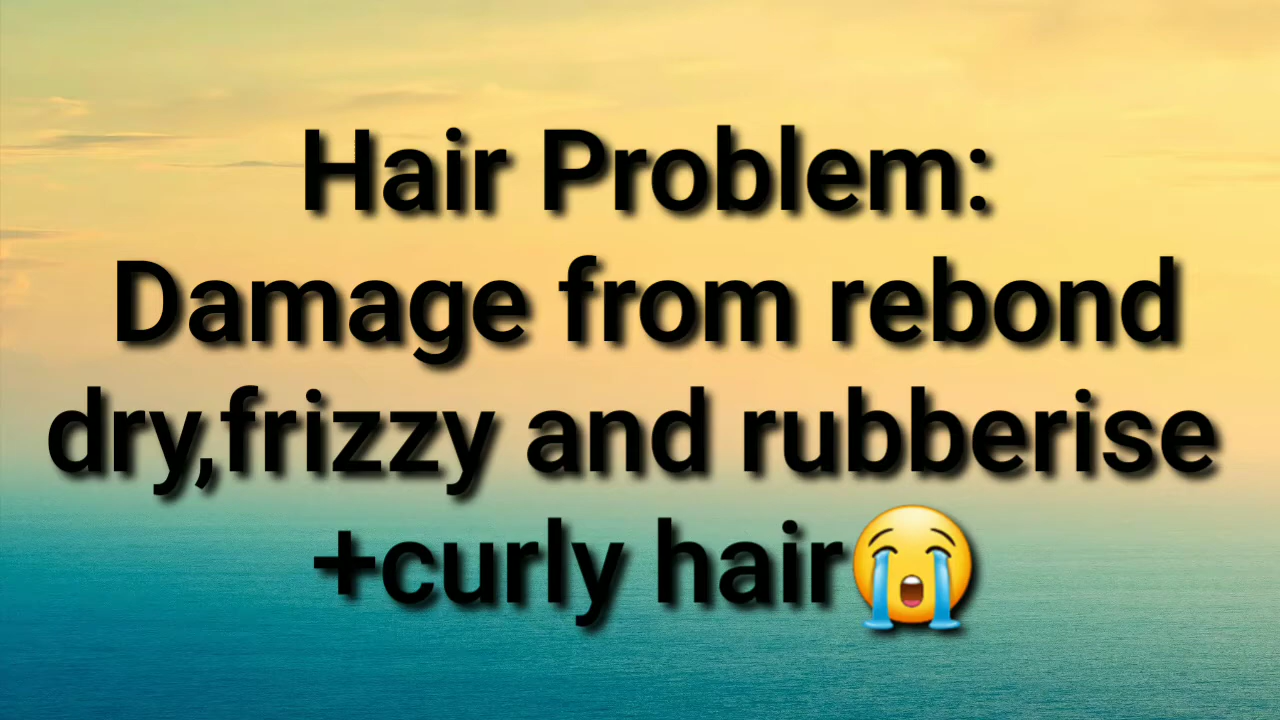 Hair Problem:
Damage from rebond
dry,frizzy and rubberise
+curly hair😭